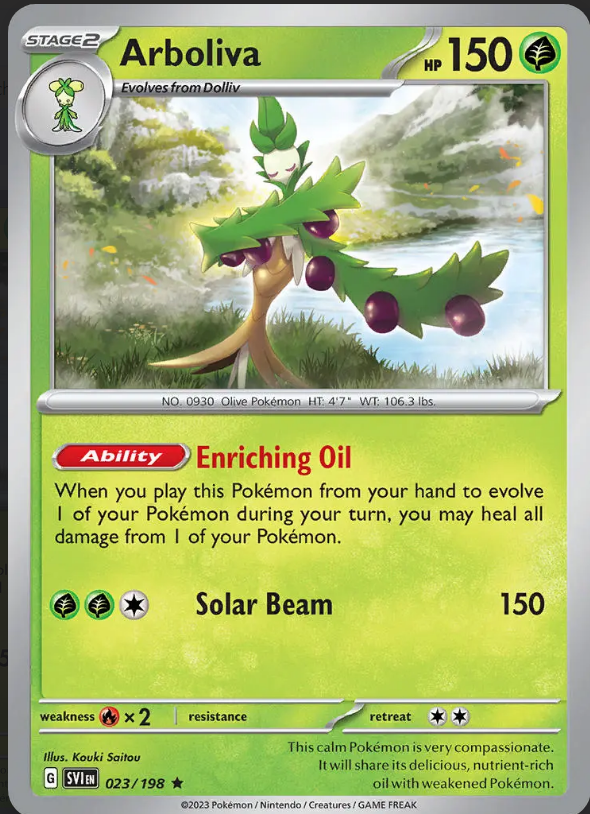 STAGE2
Arboliva
HP 150
Evolves from Dolliv
NO. 0930 Olive Pokémon HT: 4'7" WT: 106.3 lbs.
Ability Enriching Oil
When you play this Pokémon from your hand to evolve
1 of your Pokémon during your turn, you may heal all
damage from 1 of your Pokémon.
Solar Beam 150
weakness ×2 resistance retreat
Illus. Kouki Saitou
This calm Pokémon is very compassionate.
It will share its delicious, nutrient-rich
oil with weakened Pokémon.
G SVI EN 023/198 ★
©2023 Pokémon / Nintendo / Creatures / GAME FREAK